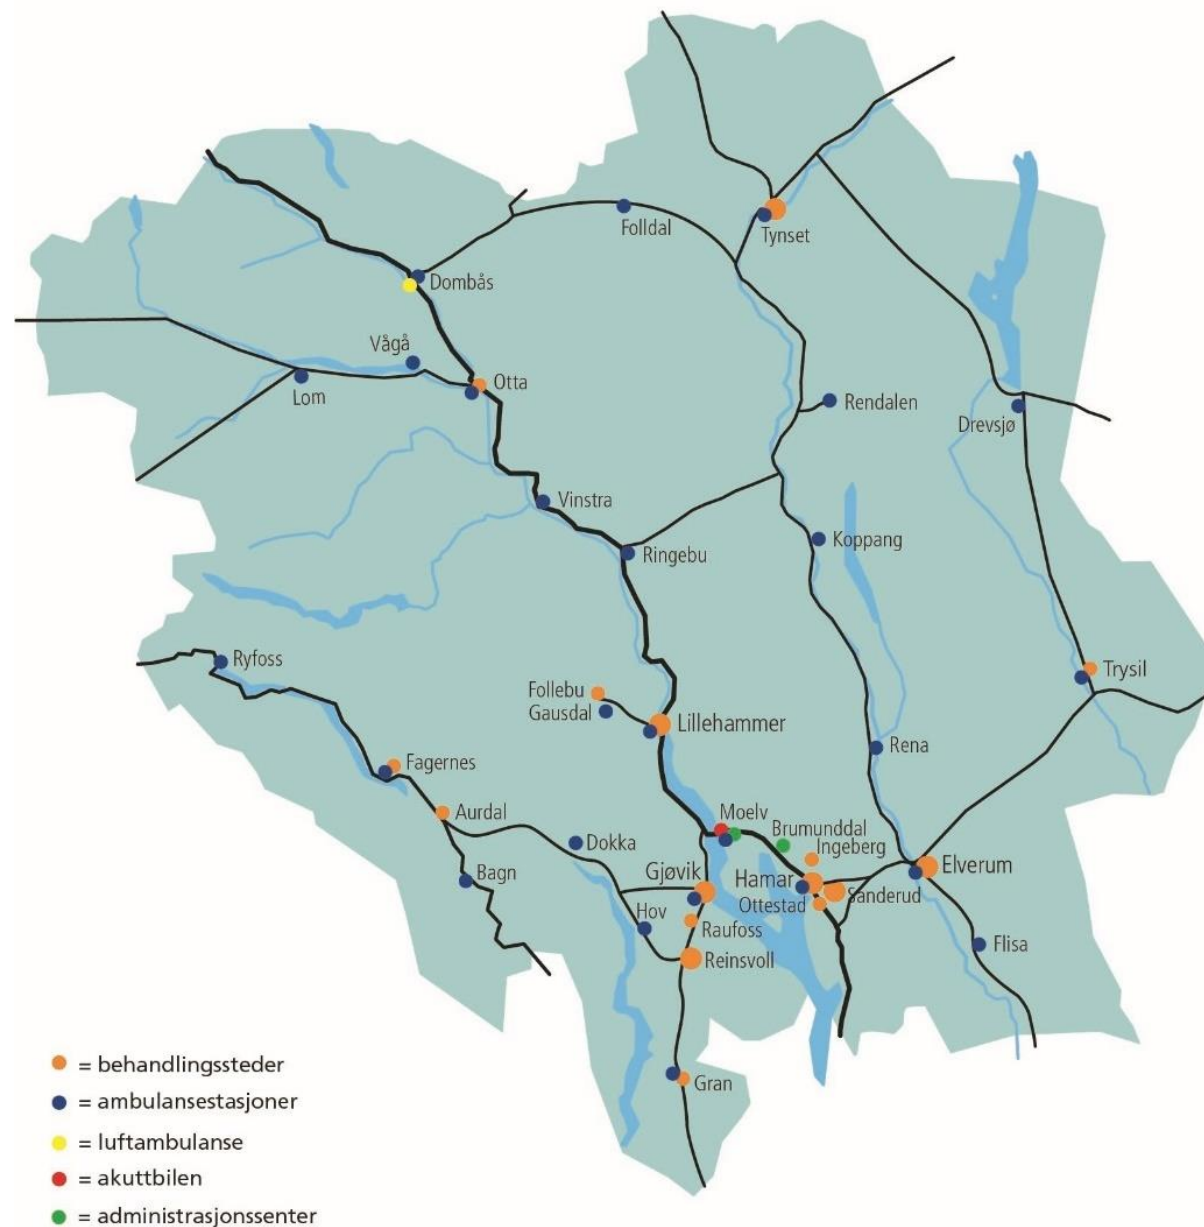 Folldal
Tynset
Dombås
Vågå
Otta
Lom
Rendalen
Drevsjø
Vinstra
Koppang
Ringebu
Ryfoss
Trysil
Follebu
Gausdal
Lillehammer
Rena
Fagernes
Aurdal
Moelv
Brumunddal
Dokka
Ingeberg
Elverum
Bagn
Gjøvik
Hamar
Sanderud
Ottestad
Hov
Raufoss
Flisa
Reinsvoll
Gran
= behandlingssteder
= ambulansestasjoner
= luftambulanse
= akuttbilen
= administrasjonssenter